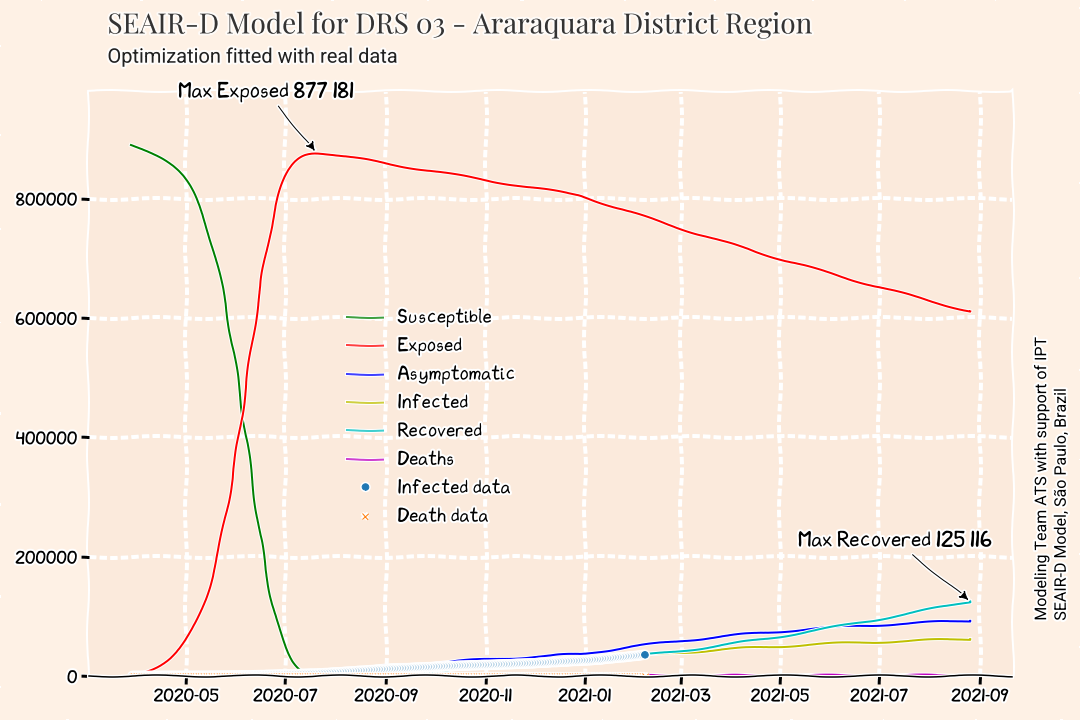 SEAIR-D Model for DRS 03 - Araraquara District Region
Optimization fitted with real data
Max Exposed 877 181
800000
600000
400000
200000
0
Susceptible
Exposed
Asymptomatic
Infected
Recovered
Deaths
Infected data
Death data
Max Recovered 125 116
2020-05 2020-07 2020-09 2020-11 2021-01 2021-03 2021-05 2021-07 2021-09
Modeling Team ATS with support of IPT
SEAIR-D Model, São Paulo, Brazil